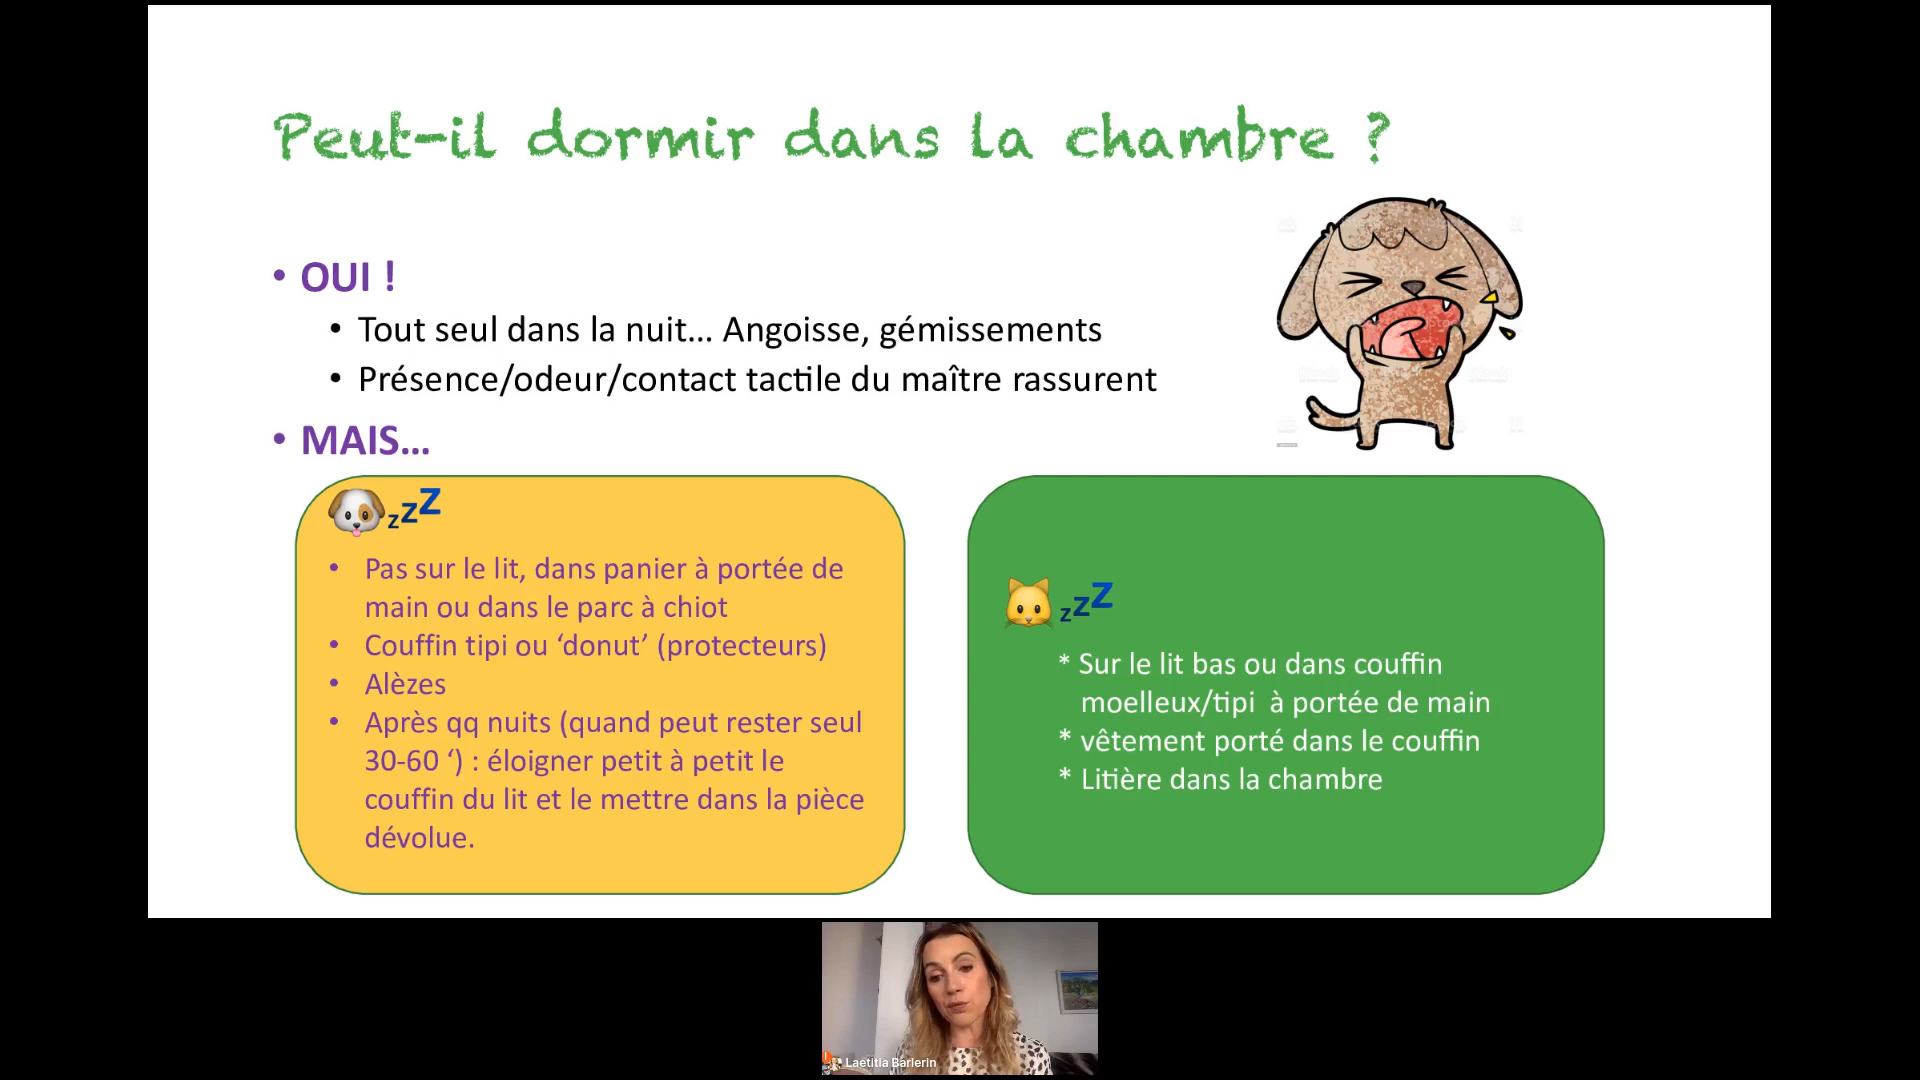 Peut-il dormir dans la chambre ?
• OUI !
• Tout seul dans la nuit… Angoisse, gémissements
• Présence/odeur/contact tactile du maître rassurent
• MAIS…
zzZ
• Pas sur le lit, dans panier à portée de
main ou dans le parc à chiot
• Couffin tipi ou ‘donut’ (protecteurs)
• Alèzes
• Après qq nuits (quand peut rester seul
30-60 ‘) : éloigner petit à petit le
couffin du lit et le mettre dans la pièce
dévolue.
zzZ
* Sur le lit bas ou dans couffin
moelleux/tipi à portée de main
* vêtement porté dans le couffin
* Litière dans la chambre
Laetitia Barlerin